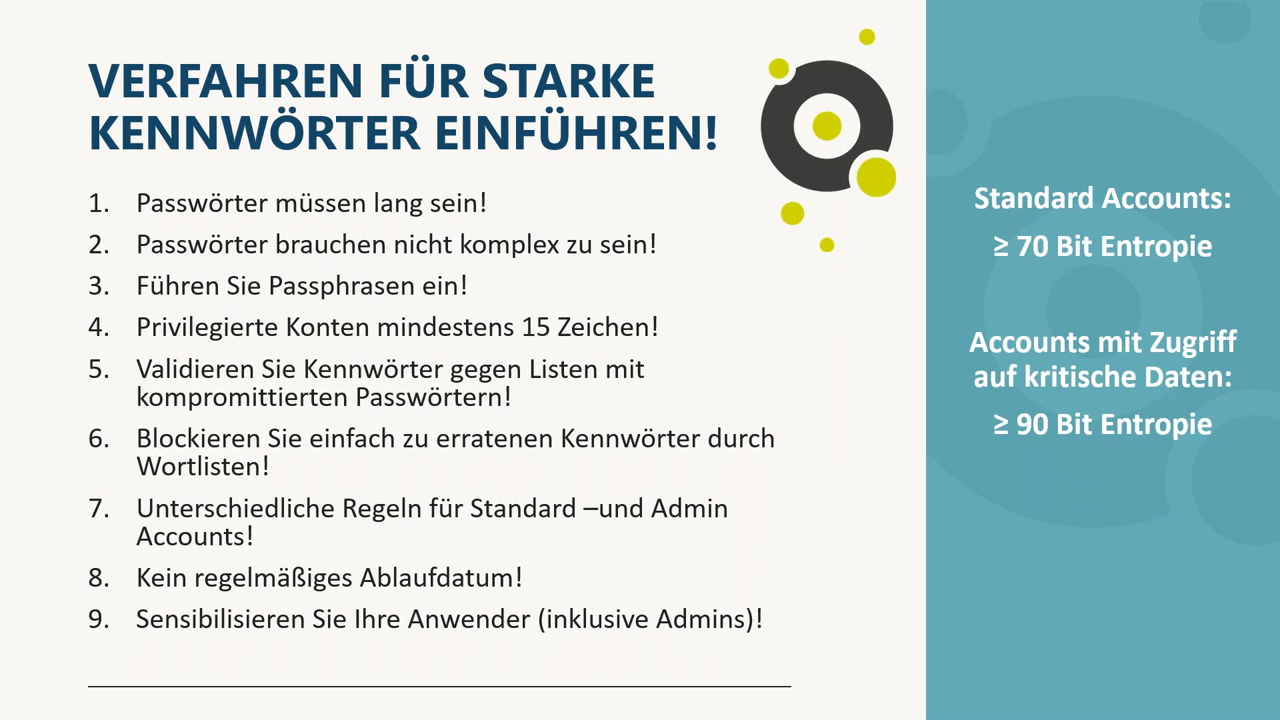 VERFAHREN FÜR STARKE
KENNWÖRTER EINFÜHREN!
1. Passwörter müssen lang sein!
2. Passwörter brauchen nicht komplex zu sein!
3. Führen Sie Passphrasen ein!
4. Privilegierte Konten mindestens 15 Zeichen!
5. Validieren Sie Kennwörter gegen Listen mit
kompromittierten Passwörtern!
6. Blockieren Sie einfach zu erratenen Kennwörter durch
Wortlisten!
7. Unterschiedliche Regeln für Standard –und Admin
Accounts!
8. Kein regelmäßiges Ablaufdatum!
9. Sensibilisieren Sie Ihre Anwender (inklusive Admins)!
Standard Accounts:
≥ 70 Bit Entropie
Accounts mit Zugriff
auf kritische Daten:
≥ 90 Bit Entropie